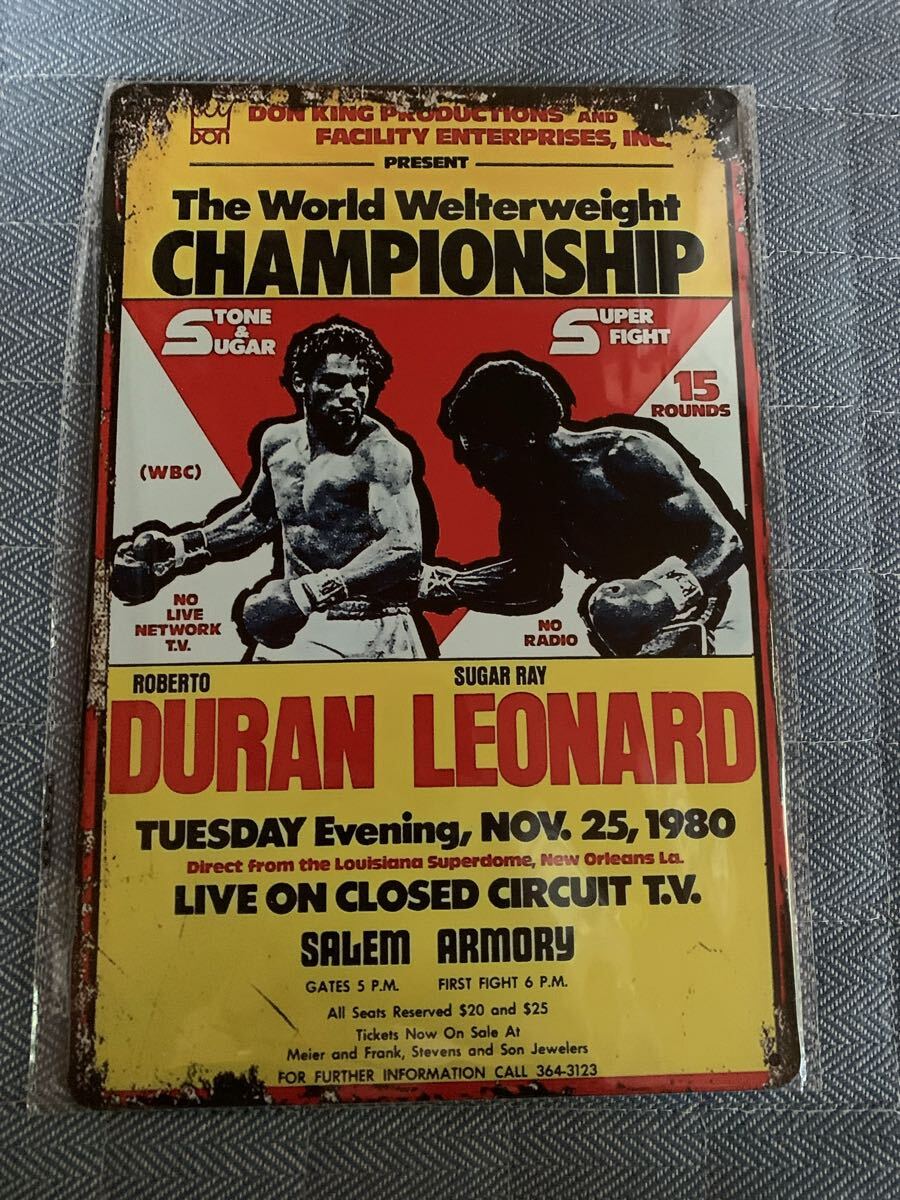 Don
DON KING PRODUCTIONS AND
FACILITY ENTERPRISES, INC.
PRESENT
The World Welterweight
CHAMPIONSHIP
STONE
&
SUGAR
SUPER
FIGHT
15
ROUNDS
(WBC)
NO
LIVE
NETWORK
T.V.
NO
RADIO
ROBERTO
DURAN
SUGAR RAY
LEONARD
TUESDAY Evening, NOV. 25, 1980
Direct from the Louisiana Superdome, New Orleans La.
LIVE ON CLOSED CIRCUIT T.V.
SALEM ARMORY
GATES 5 P.M. FIRST FIGHT 6 P.M.
All Seats Reserved $20 and $25
Tickets Now On Sale At
Meier and Frank, Stevens and Son Jewelers
FOR FURTHER INFORMATION CALL 364-3123